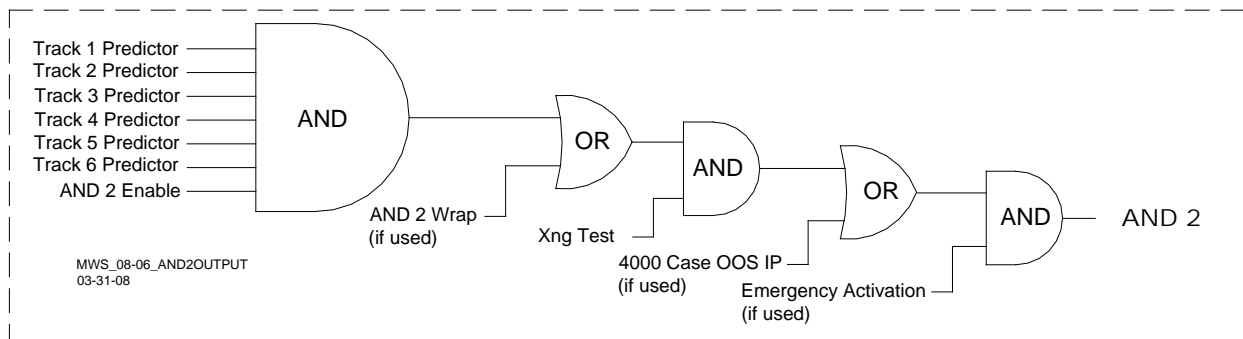 Track 1 Predictor
Track 2 Predictor
Track 3 Predictor
Track 4 Predictor
Track 5 Predictor
Track 6 Predictor
AND 2 Enable
AND
OR
AND 2 Wrap
(if used)
AND
Xng Test
OR
4000 Case OOS IP
(if used)
AND
Emergency Activation
(if used)
AND 2
MWS_08-06_AND2OUTPUT
03-31-08